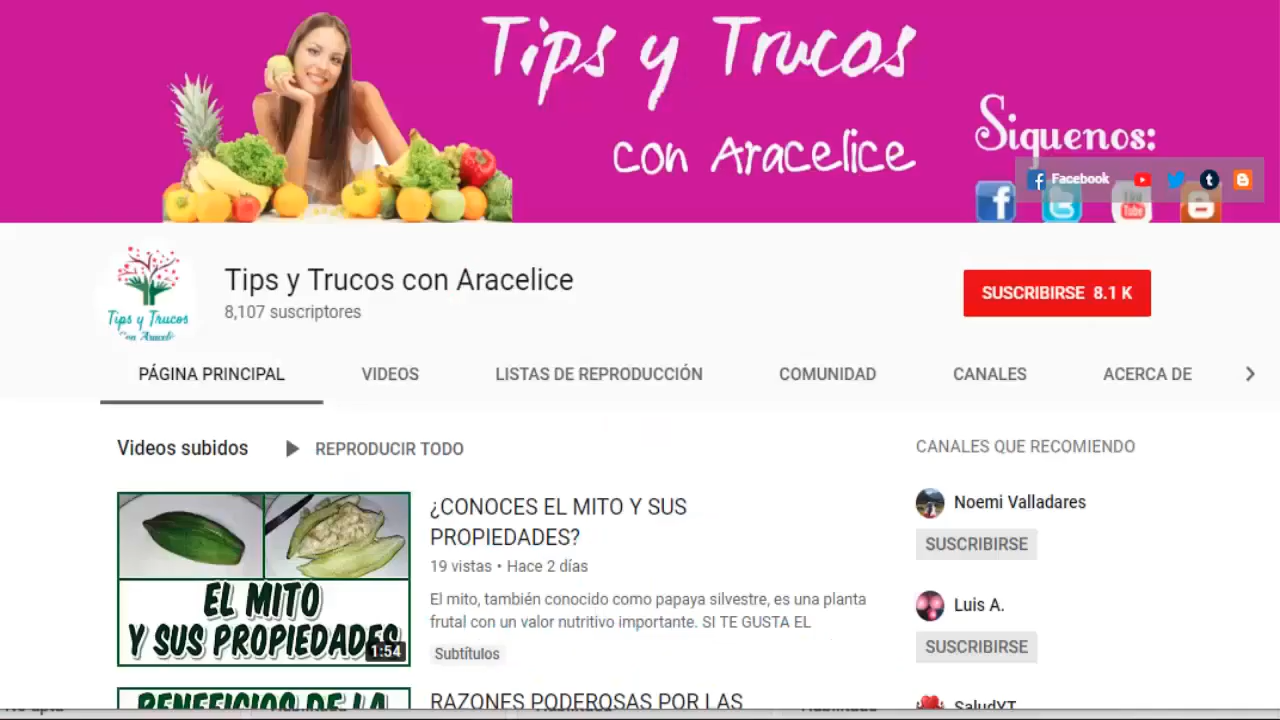 Tips y Trucos
con Aracelice
Siguenos:
Facebook
Tips y Trucos
Tips y Trucos con Aracelice
8,107 suscriptores
SUSCRIBIRSE 8.1 K
PÁGINA PRINCIPAL
VIDEOS
LISTAS DE REPRODUCCIÓN
COMUNIDAD
CANALES
ACERCA DE
Videos subidos
REPRODUCIR TODO
CANALES QUE RECOMIENDO
EL MITO
Y SUS PROPIEDADES
1:54
¿CONOCES EL MITO Y SUS
PROPIEDADES?
19 vistas • Hace 2 días
El mito, también conocido como papaya silvestre, es una planta
frutal con un valor nutritivo importante. SI TE GUSTA EL
Subtítulos
Noemi Valladares
SUSCRIBIRSE
Luis A.
SUSCRIBIRSE
SaludYT
BENEFICIOS DE LA
RAZONES PODEROSAS POR LAS